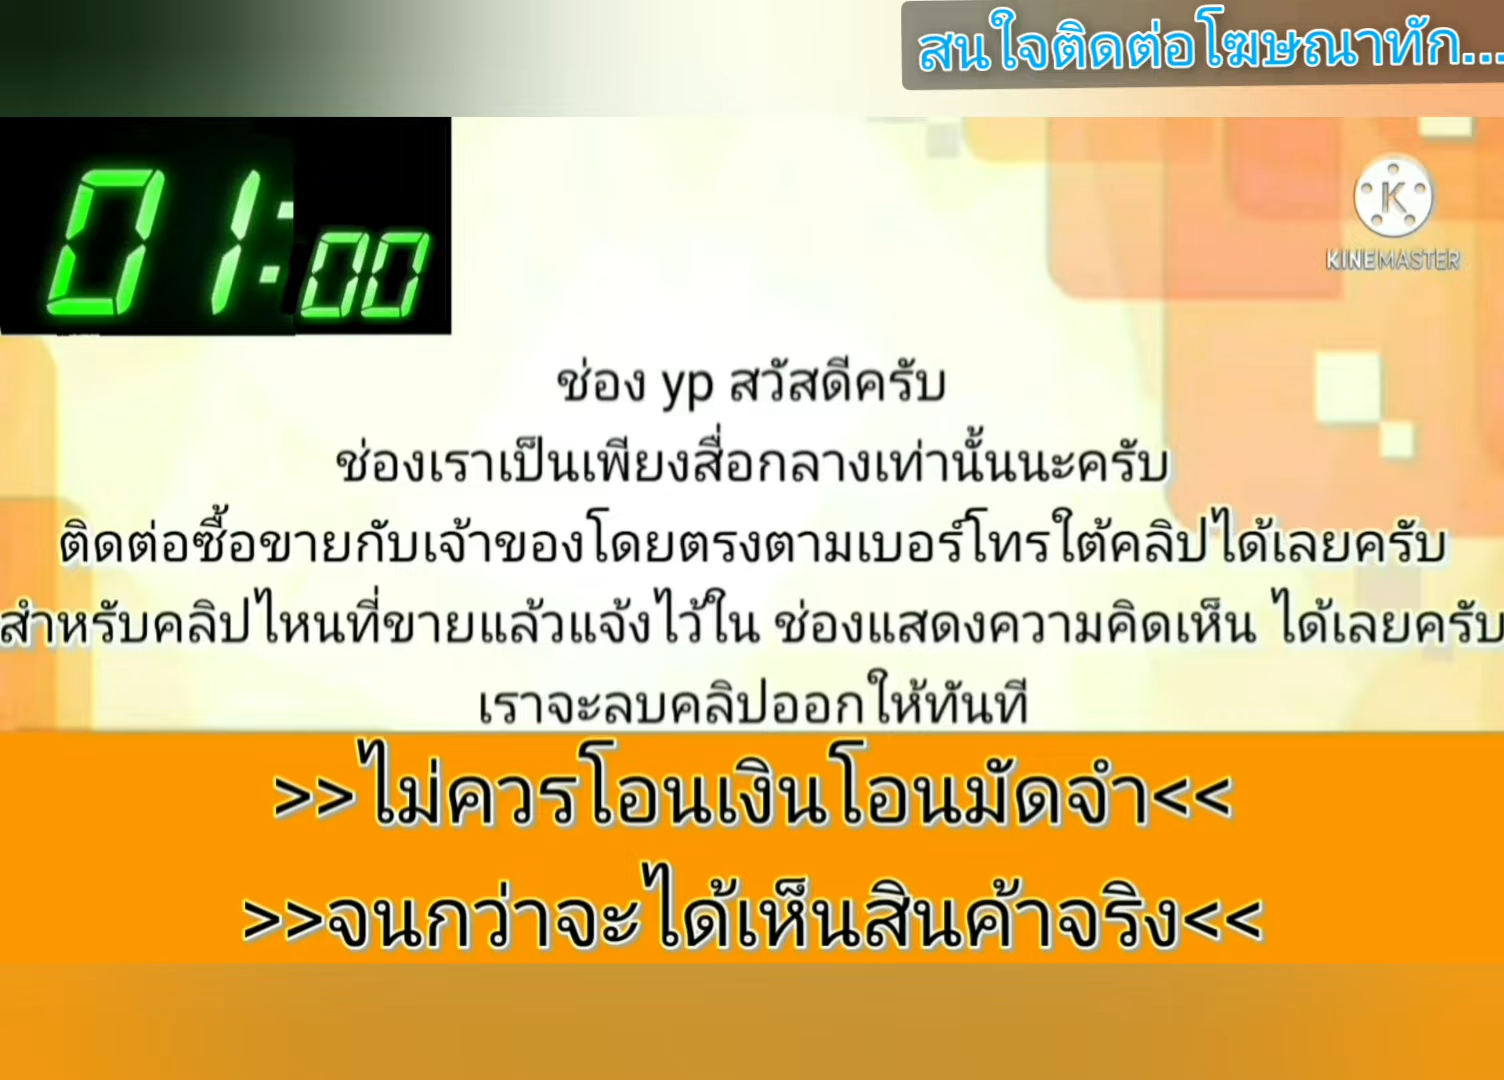 สนใจติดต่อโฆษณาทัก...
01:00
KINEMASTER
ช่อง yp สวัสดีครับ
ช่องเราเป็นเพียงสื่อกลางเท่านั้นนะครับ
ติดต่อซื้อขายกับเจ้าของโดยตรงตามเบอร์โทรใต้คลิปได้เลยครับ
สำหรับคลิปไหนที่ขายแล้วแจ้งไว้ใน ช่องแสดงความคิดเห็น ได้เลยครับ
เราจะลบคลิปออกให้ทันที
>>ไม่ควรโอนเงินโอนมัดจำ<<
>>จนกว่าจะได้เห็นสินค้าจริง<<